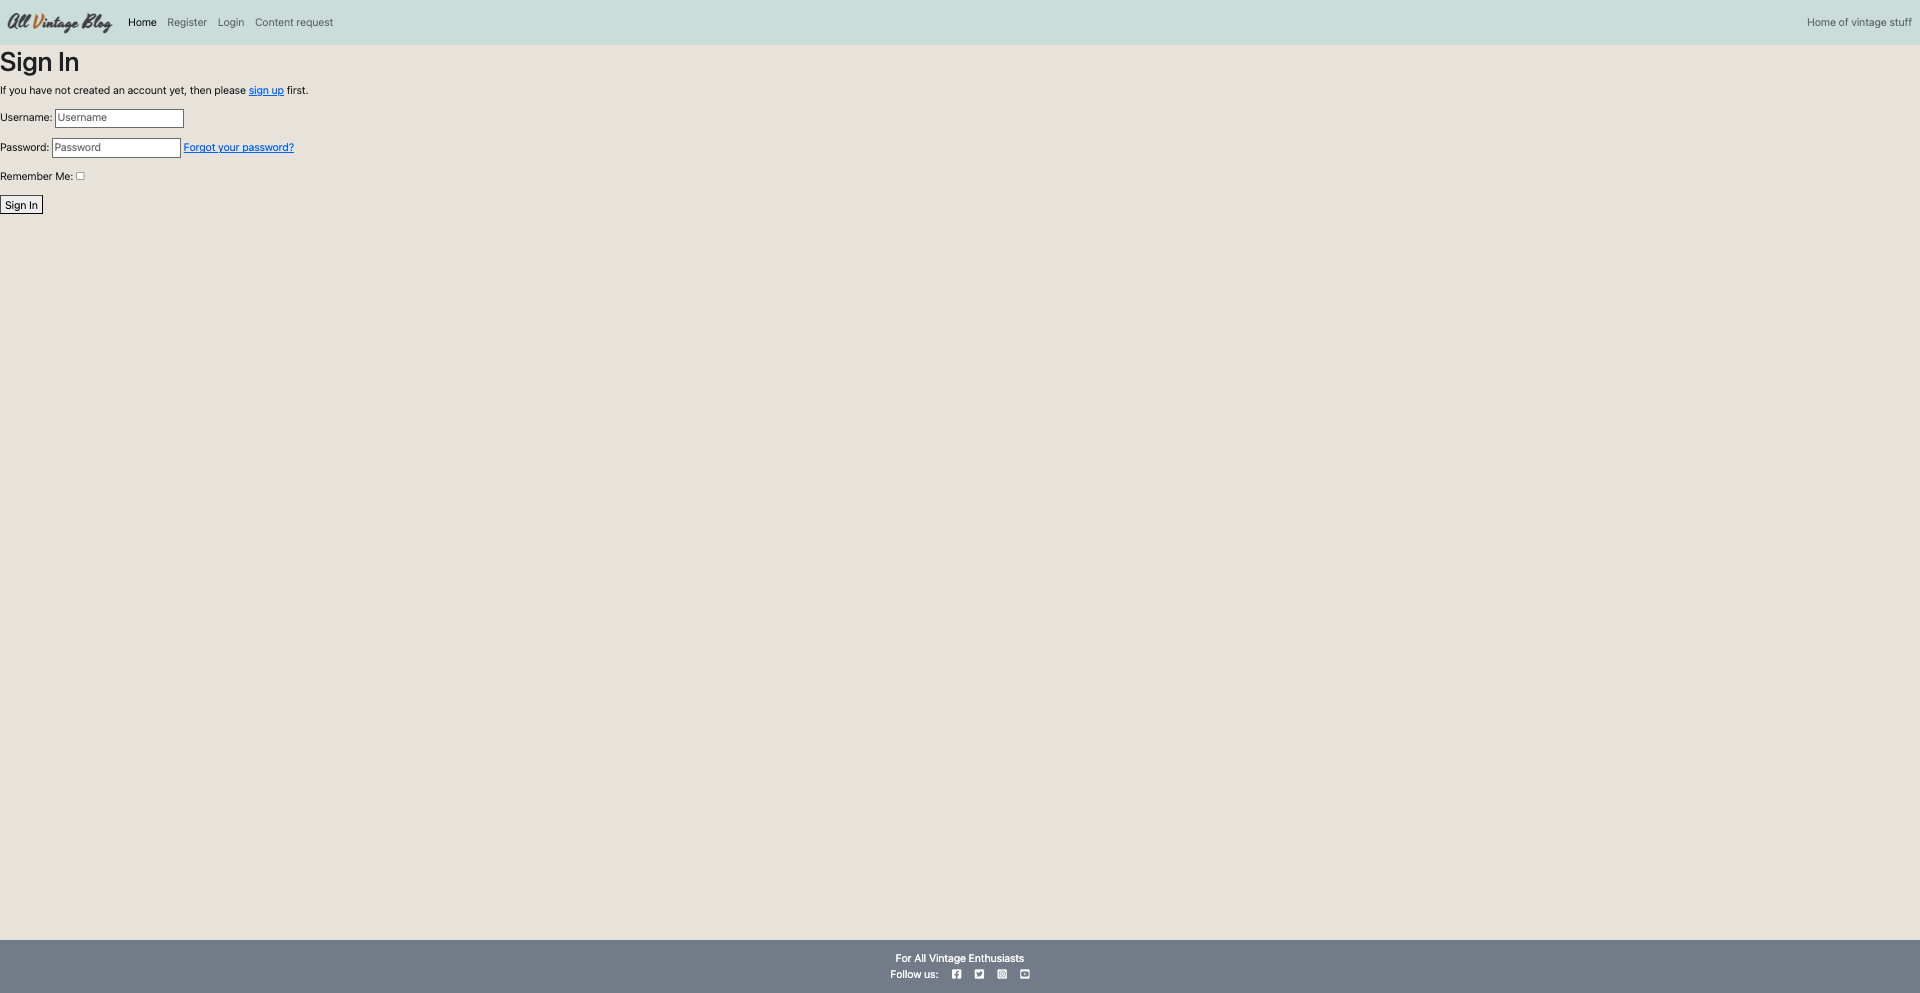 All Vintage Blog Home Register Login Content request Home of vintage stuff
Sign In
If you have not created an account yet, then please sign up first.
Username: Username
Password: Password Forgot your password?
Remember Me:
Sign In
For All Vintage Enthusiasts
Follow us: